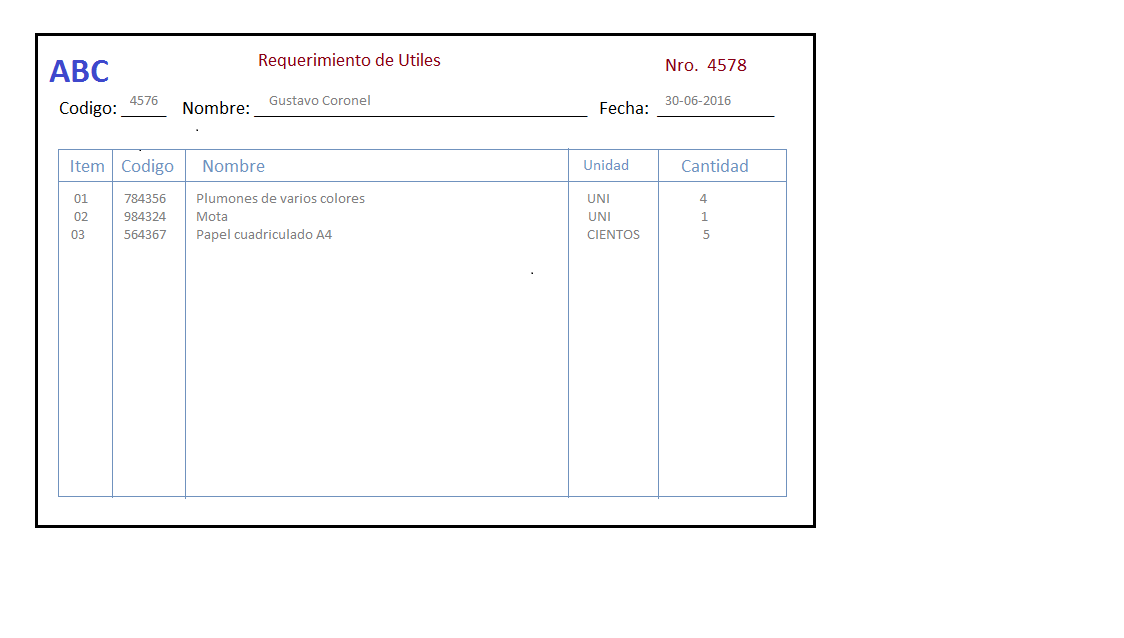 ABC Requerimiento de Utiles Nro. 4578
Codigo: 4576 Nombre: Gustavo Coronel Fecha: 30-06-2016
Item Codigo Nombre Unidad Cantidad
01 784356 Plumones de varios colores UNI 4
02 984324 Mota UNI 1
03 564367 Papel cuadriculado A4 CIENTOS 5